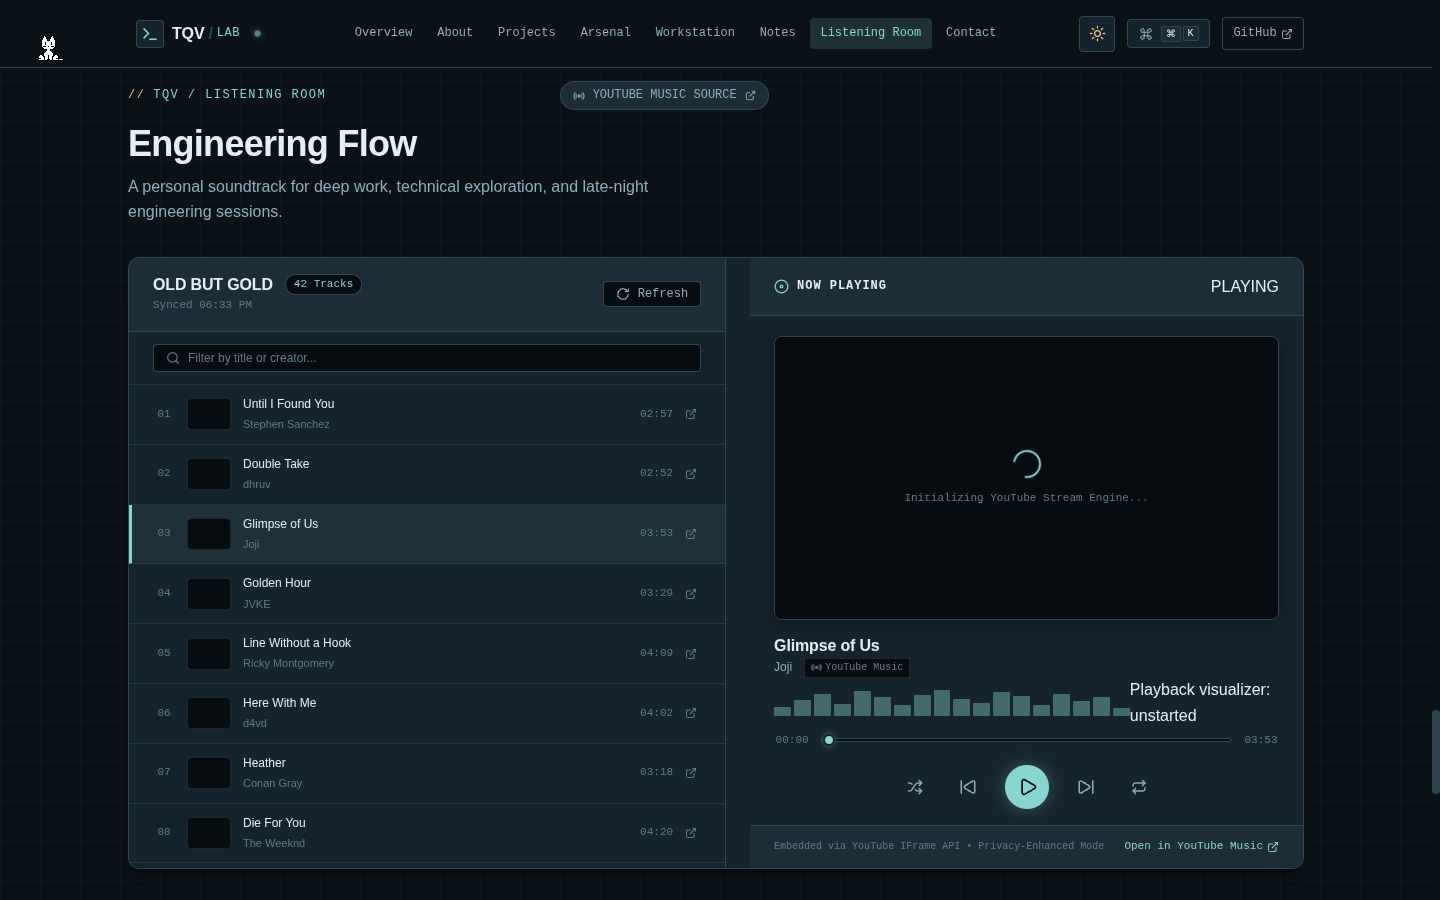 TQV / LAB
Overview
About
Projects
Arsenal
Workstation
Notes
Listening Room
Contact
⌘ ⌘ K
GitHub
// TQV / LISTENING ROOM
YOUTUBE MUSIC SOURCE
Engineering Flow
A personal soundtrack for deep work, technical exploration, and late-night
engineering sessions.
OLD BUT GOLD
42 Tracks
Synced 06:33 PM
Refresh
Filter by title or creator...
01
Until I Found You
Stephen Sanchez
02:57
02
Double Take
dhruv
02:52
03
Glimpse of Us
Joji
03:53
04
Golden Hour
JVKE
03:29
05
Line Without a Hook
Ricky Montgomery
04:09
06
Here With Me
d4vd
04:02
07
Heather
Conan Gray
03:18
08
Die For You
The Weeknd
04:20
NOW PLAYING
PLAYING
Initializing YouTube Stream Engine...
Glimpse of Us
Joji
YouTube Music
Playback visualizer:
unstarted
00:00
03:53
Embedded via YouTube IFrame API • Privacy-Enhanced Mode
Open in YouTube Music